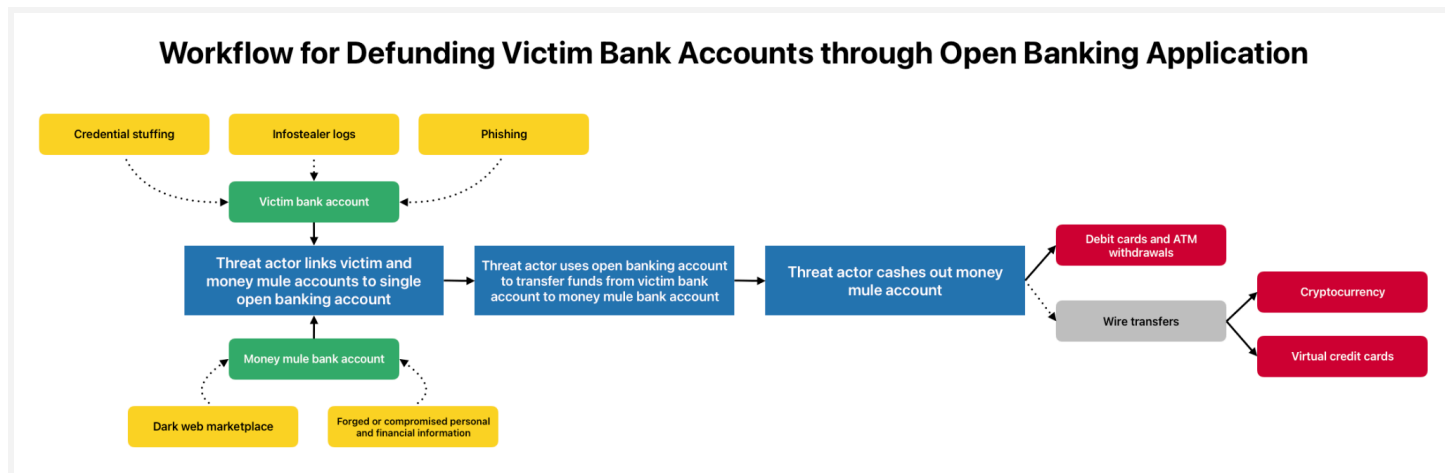 Workflow for Defunding Victim Bank Accounts through Open Banking Application
Credential stuffing
Infostealer logs
Phishing
Victim bank account
Threat actor links victim and
money mule accounts to single
open banking account
Threat actor uses open banking account
to transfer funds from victim bank
account to money mule bank account
Threat actor cashes out money
mule account
Debit cards and ATM
withdrawals
Wire transfers
Cryptocurrency
Virtual credit cards
Money mule bank account
Dark web marketplace
Forged or compromised personal
and financial information